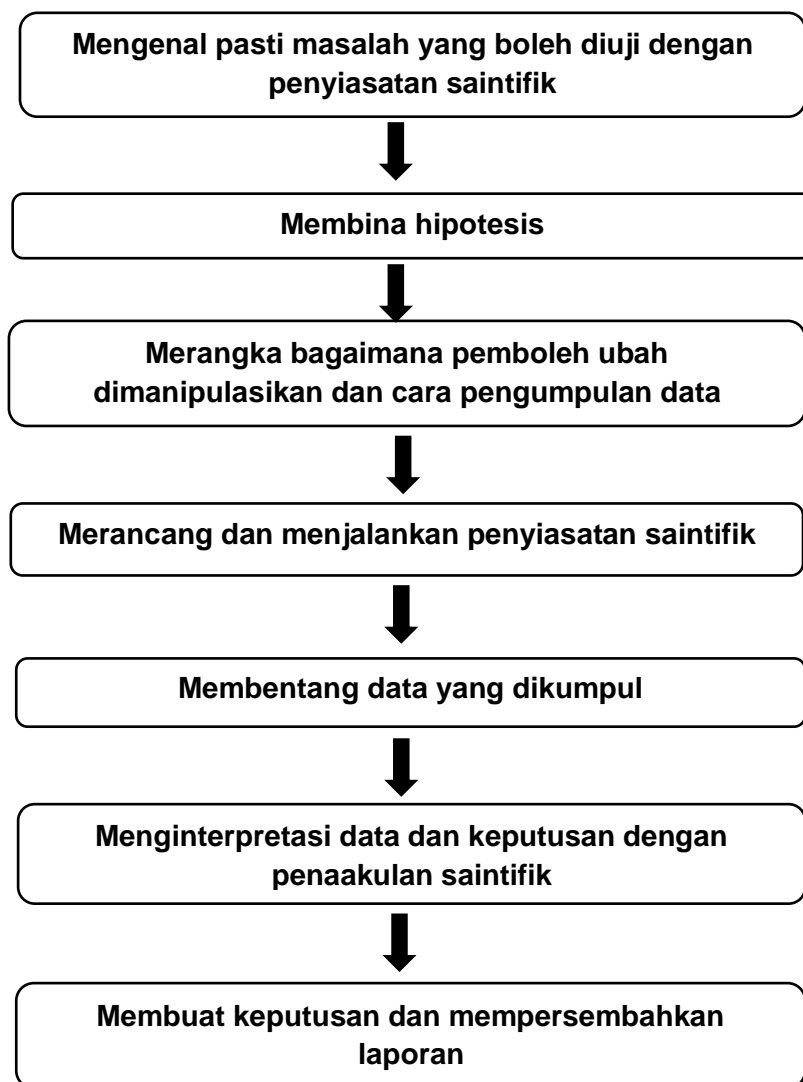 Mengenal pasti masalah yang boleh diuji dengan
penyiasatan saintifik
Membina hipotesis
Merangka bagaimana pemboleh ubah
dimanipulasikan dan cara pengumpulan data
Merancang dan menjalankan penyiasatan saintifik
Membentang data yang dikumpul
Menginterpretasi data dan keputusan dengan
penaakulan saintifik
Membuat keputusan dan mempersembahkan
laporan